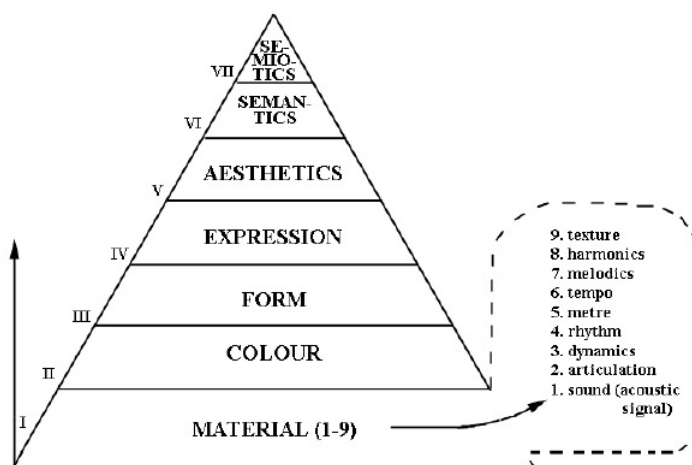 SE-
MIO-
TICS
VII
SEMAN-
TICS
VI
AESTHETICS
V
EXPRESSION
IV
FORM
III
COLOUR
II
MATERIAL (1-9)
I
9. texture
8. harmonics
7. melodics
6. tempo
5. metre
4. rhythm
3. dynamics
2. articulation
1. sound (acoustic
signal)